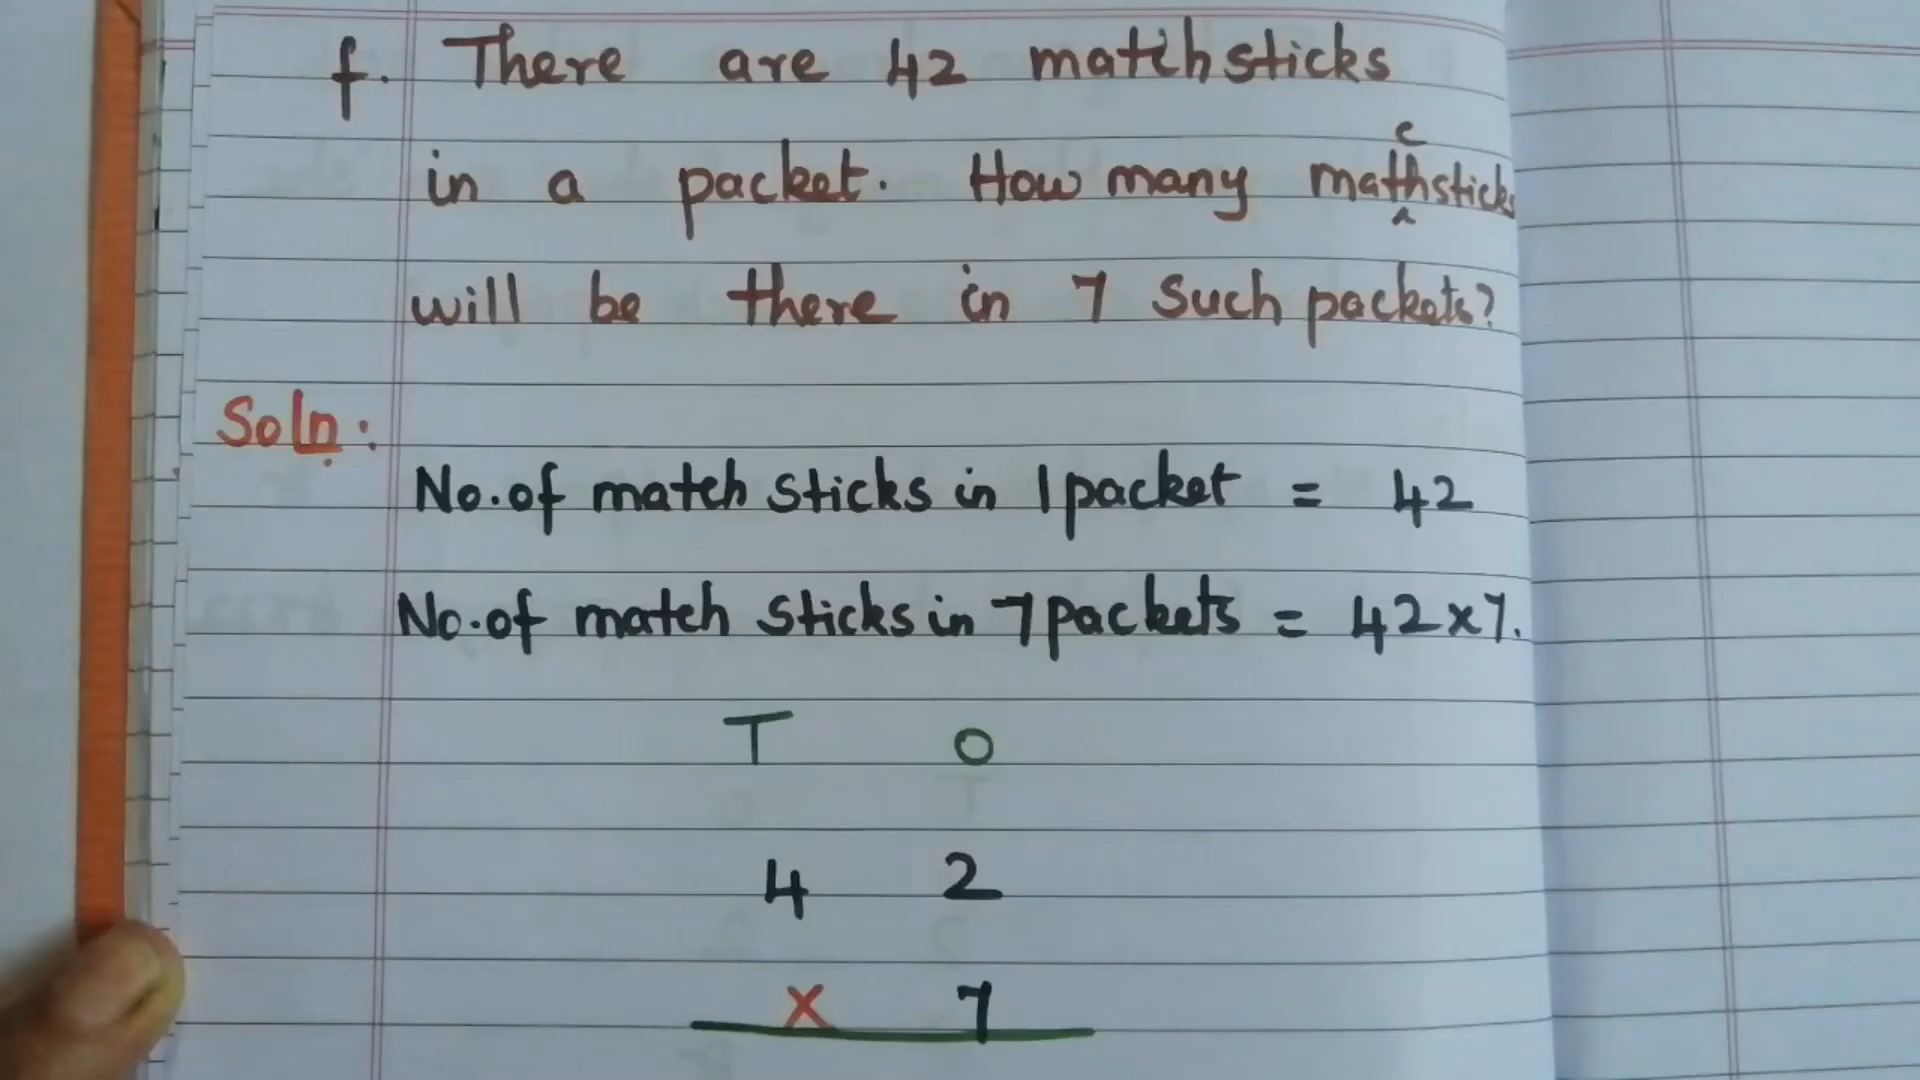 f. There are 42 matchsticks
in a packet. How many mathsticks
c
^
will be there in 7 such packets?
Soln:
No. of match sticks in 1 packet = 42
No. of match sticks in 7 packets = 42 x 7.
T O
4 2
X 7